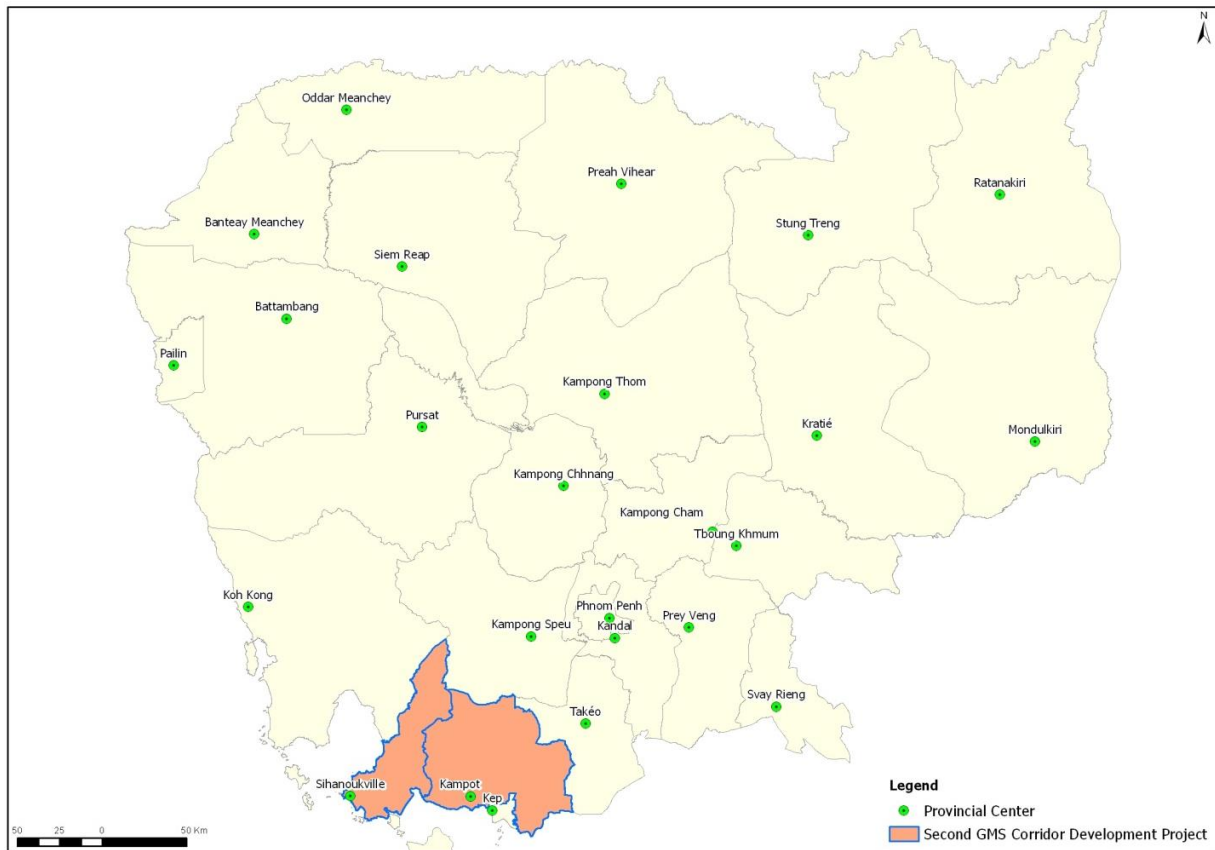 N
Oddar Meanchey
Preah Vihear
Ratanakiri
Banteay Meanchey
Stung Treng
Siem Reap
Battambang
Pailin
Kampong Thom
Pursat
Kratié
Mondulkiri
Kampong Chhnang
Kampong Cham
Tboung Khmum
Koh Kong
Phnom Penh
Prey Veng
Kampong Speu
Kandal
Svay Rieng
Takéo
Sihanoukville
Kampot
Kep
Legend
Provincial Center
Second GMS Corridor Development Project
50 25 0 50 Km